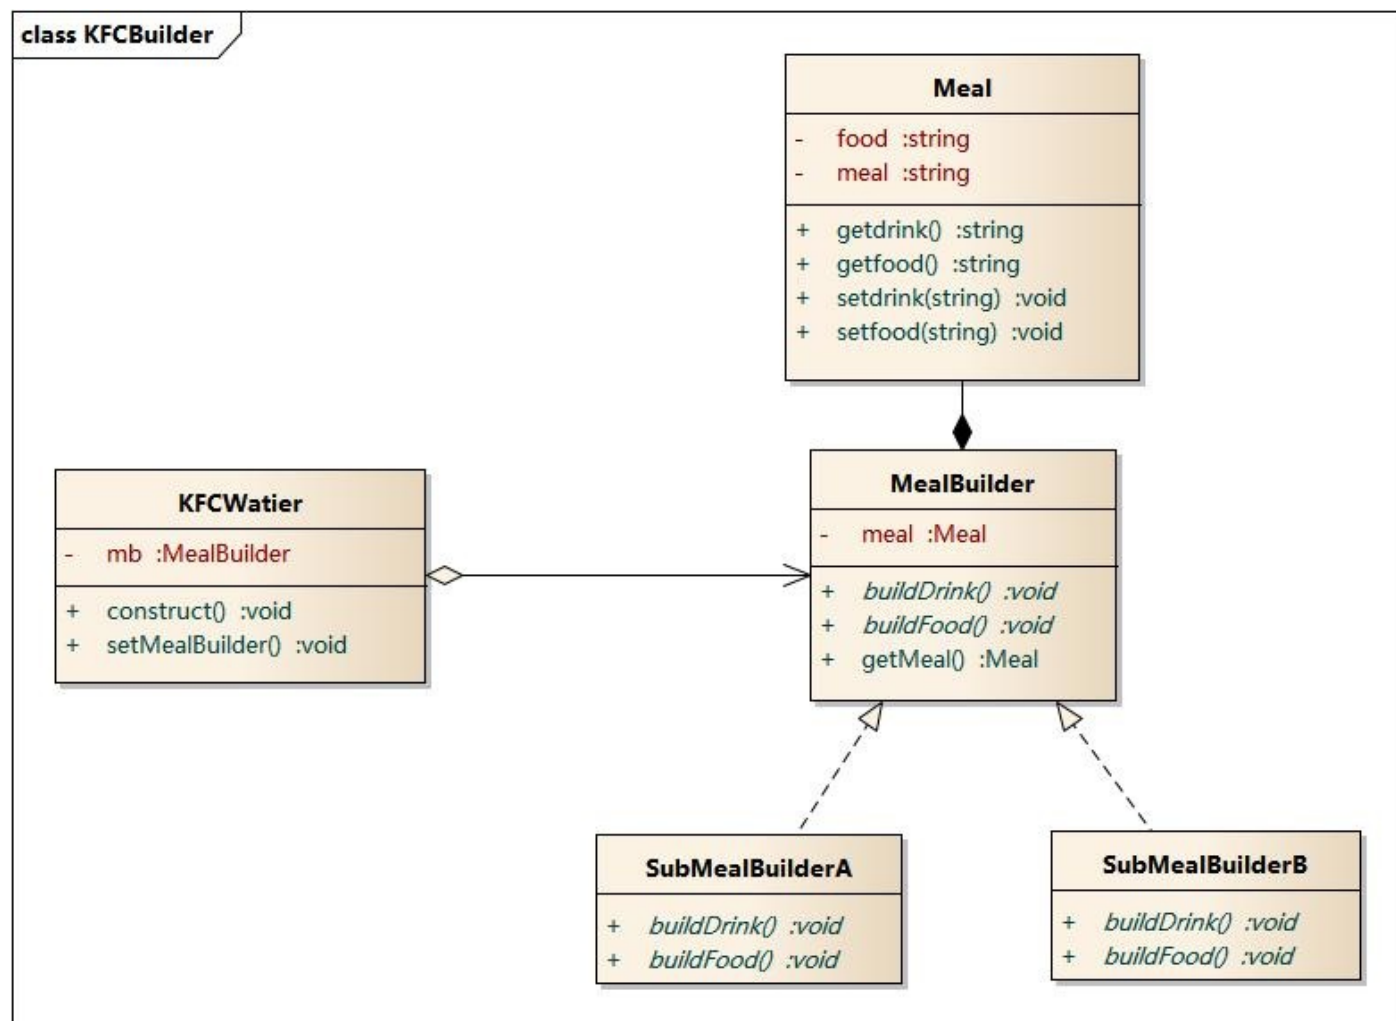 class KFCBuilder
Meal
- food :string
- meal :string
+ getdrink() :string
+ getfood() :string
+ setdrink(string) :void
+ setfood(string) :void
KFCWatier
- mb :MealBuilder
+ construct() :void
+ setMealBuilder() :void
MealBuilder
- meal :Meal
+ buildDrink() :void
+ buildFood() :void
+ getMeal() :Meal
SubMealBuilderA
+ buildDrink() :void
+ buildFood() :void
SubMealBuilderB
+ buildDrink() :void
+ buildFood() :void